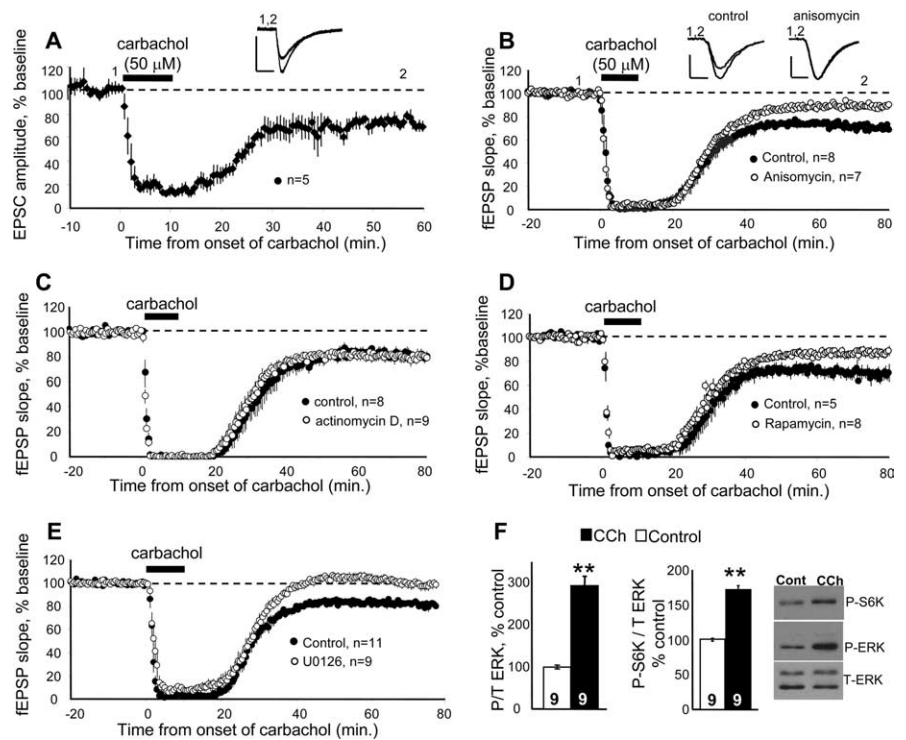 A
1,2
carbachol
(50 µM)
1
2
EPSC amplitude, % baseline
120
100
80
60
40
20
0
n=5
-10 0 10 20 30 40 50 60
Time from onset of carbachol (min.)
B
control
anisomycin
1,2
1,2
carbachol
(50 µM)
1
2
fEPSP slope, % baseline
120
100
80
60
40
20
0
Control, n=8
Anisomycin, n=7
-20 0 20 40 60 80
Time from onset of carbachol (min.)
C
carbachol
fEPSP slope, % baseline
120
100
80
60
40
20
0
control, n=8
actinomycin D, n=9
-20 0 20 40 60 80
Time from onset of carbachol (min.)
D
carbachol
fEPSP slope, %baseline
120
100
80
60
40
20
0
Control, n=5
Rapamycin, n=8
-20 0 20 40 60 80
Time from onset of carbachol (min.)
E
carbachol
fEPSP slope, % baseline
120
100
80
60
40
20
0
Control, n=11
U0126, n=9
-20 0 20 40 60 80
Time from onset of carbachol (min.)
F
CCh Control
P/T ERK, % control
300
200
100
0
**
9 9
P-S6K / T ERK
% control
200
150
100
50
0
**
9 9
Cont CCh
P-S6K
P-ERK
T-ERK